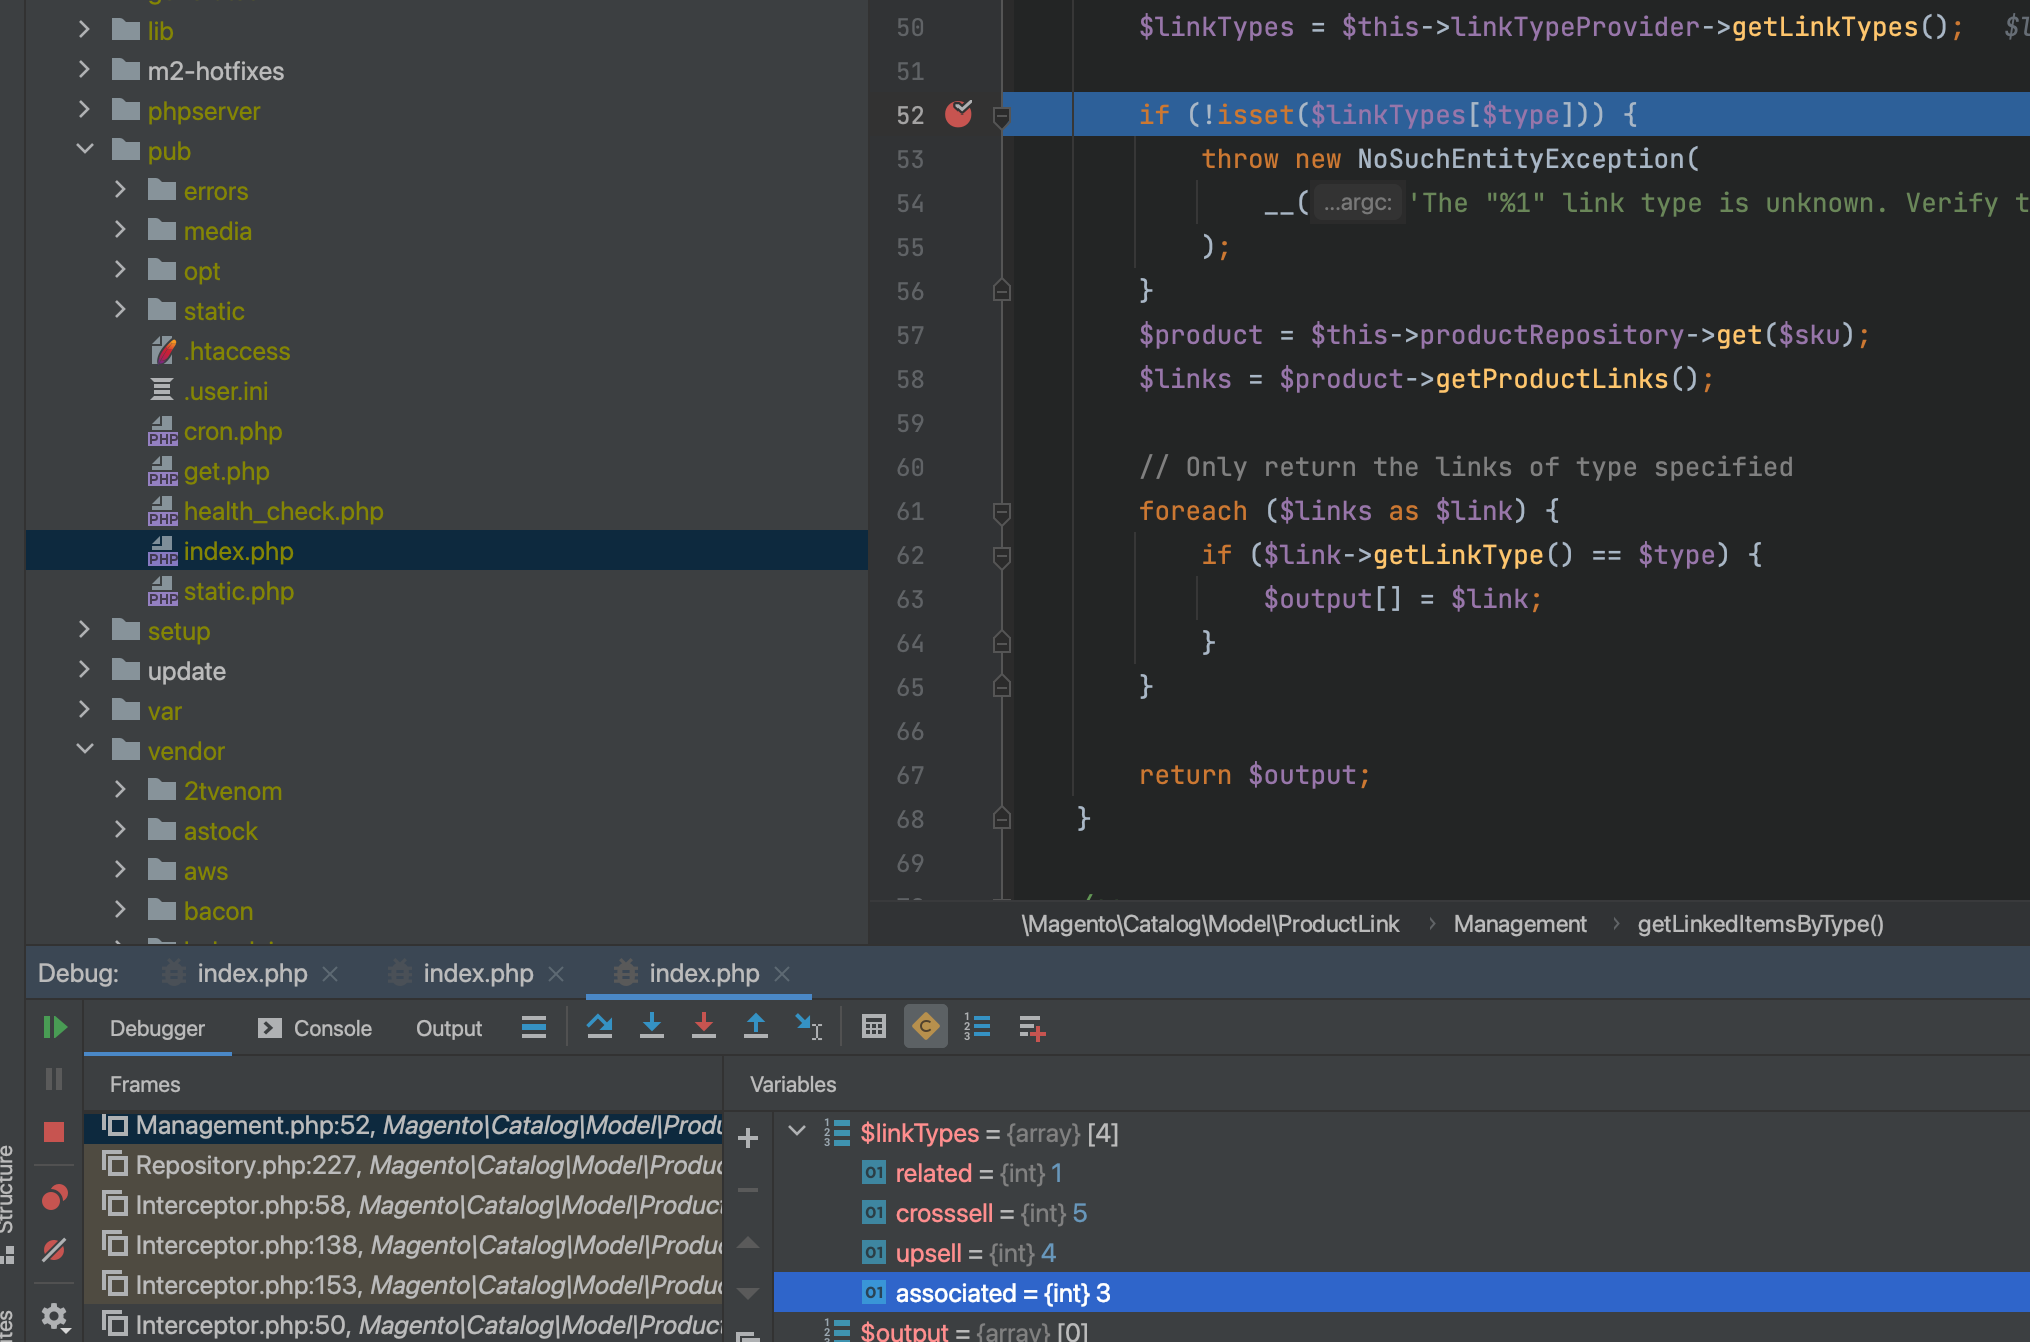 lib
m2-hotfixes
phpserver
pub
errors
media
opt
static
.htaccess
.user.ini
cron.php
get.php
health_check.php
index.php
static.php
setup
update
var
vendor
2tvenom
astock
aws
bacon
50 $linkTypes = $this->linkTypeProvider->getLinkTypes();
51
52 if (!isset($linkTypes[$type])) {
53 throw new NoSuchEntityException(
54 __( ...argc: 'The "%1" link type is unknown. Verify t
55 );
56 }
57 $product = $this->productRepository->get($sku);
58 $links = $product->getProductLinks();
59
60 // Only return the links of type specified
61 foreach ($links as $link) {
62 if ($link->getLinkType() == $type) {
63 $output[] = $link;
64 }
65 }
66
67 return $output;
68 }
69
\Magento\Catalog\Model\ProductLink › Management › getLinkedItemsByType()
Debug: index.php × index.php × index.php ×
Debugger Console Output
Frames
Management.php:52, Magento\Catalog\Model\Produ
Repository.php:227, Magento\Catalog\Model\Produc
Interceptor.php:58, Magento\Catalog\Model\Product
Interceptor.php:138, Magento\Catalog\Model\Produ
Interceptor.php:153, Magento\Catalog\Model\Produc
Interceptor.php:50, Magento\Catalog\Model\Product
Variables
$linkTypes = {array} [4]
01 related = {int} 1
01 crosssell = {int} 5
01 upsell = {int} 4
01 associated = {int} 3
$output = {array} [0]
Structure